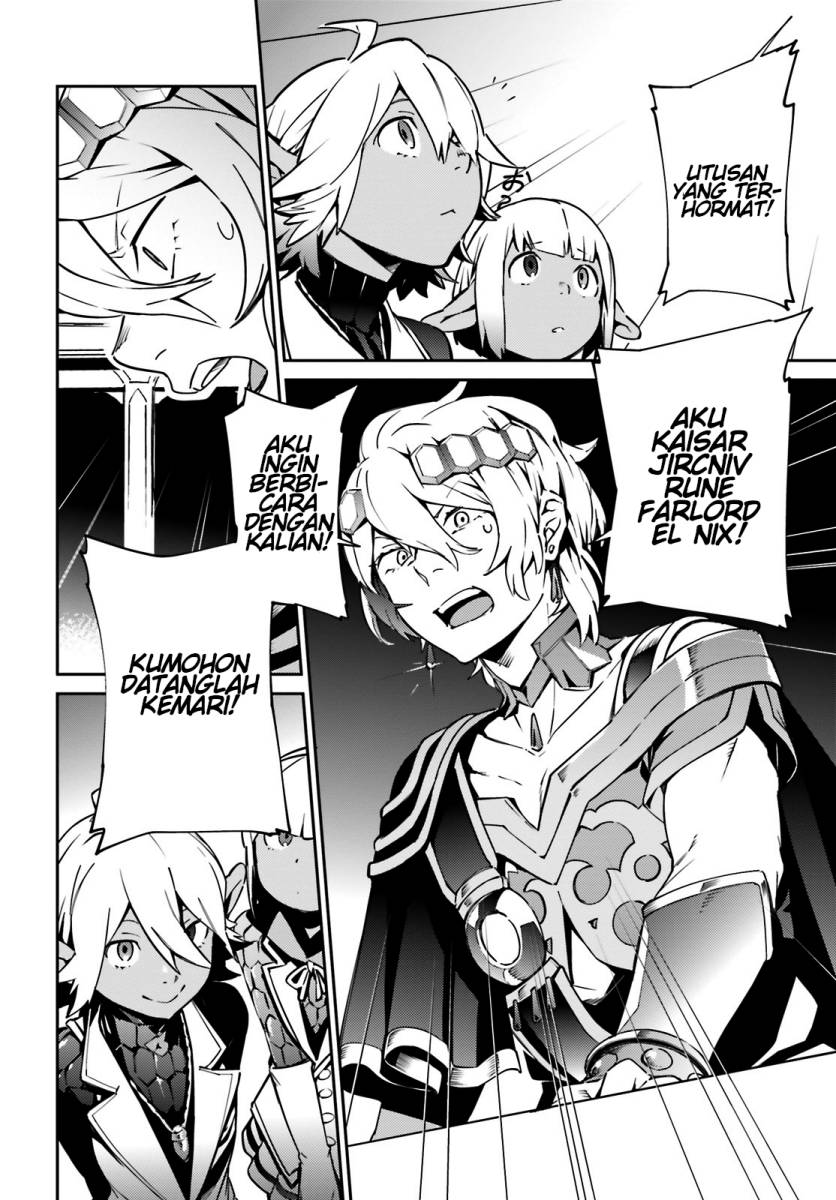 UTUSAN
YANG TER-
HORMAT!
お?
AKU
KAISAR
JIRCNIV
RUNE
FARLORD
EL NIX!
AKU
INGIN
BERBI-
CARA
DENGAN
KALIAN!
KUMOHON
DATANGLAH
KEMARI!